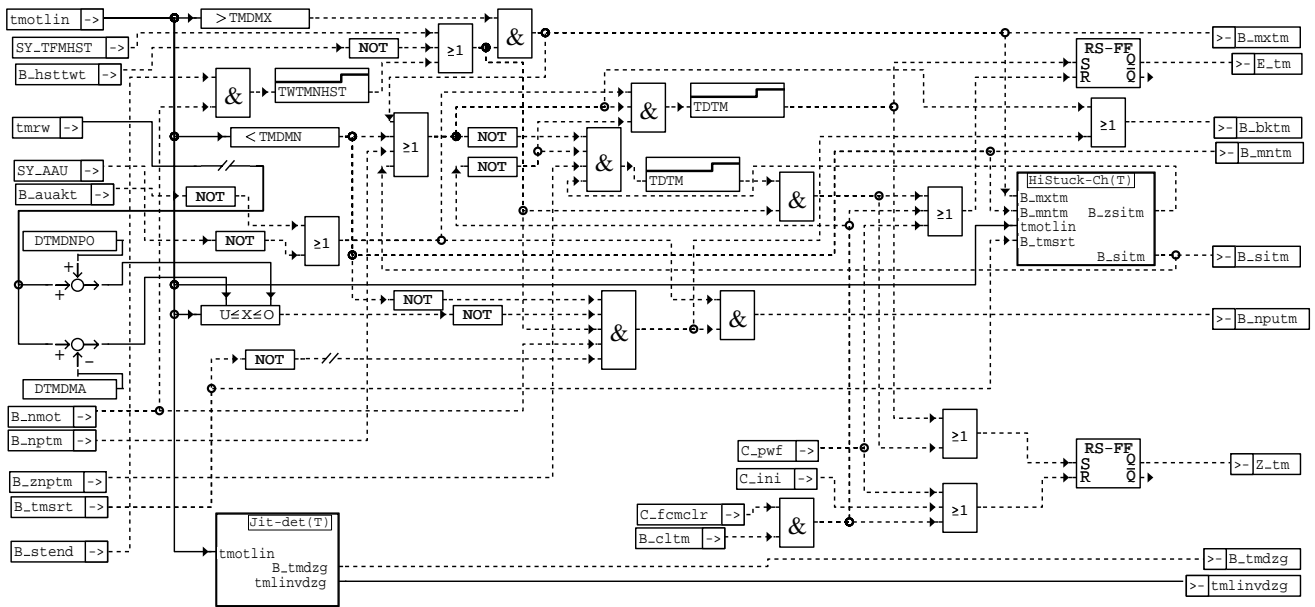 tmotlin ->
>TMDMX
&
>- B_mxtm
SY_TFMHST ->
NOT
≥1
RS-FF
S Q
R Q̅
>- E_tm
B_hsttwt ->
&
TWTMNHST
&
TDTM
tmrw ->
<TMDMN
≥1
NOT
NOT
&
TDTM
≥1
>- B_bktm
>- B_mntm
SY_AAU ->
B_auakt ->
NOT
NOT
≥1
&
≥1
HiStuck-Ch(T)
B_mxtm
B_mntm
B_zsitm
tmotlin
B_tmsrt
B_sitm
>- B_sitm
DTMDNPO
+
+
U≤X≤O
NOT
NOT
&
&
>- B_nputm
+
−
NOT
DTMDMA
B_nmot ->
B_nptm ->
≥1
C_pwf ->
RS-FF
S Q
R Q̅
>- Z_tm
B_znptm ->
C_ini ->
B_tmsrt ->
C_fcmclr ->
&
≥1
B_cltm ->
B_stend ->
Jit-det(T)
tmotlin
B_tmdzg
tmlinvdzg
>- B_tmdzg
>- tmlinvdzg